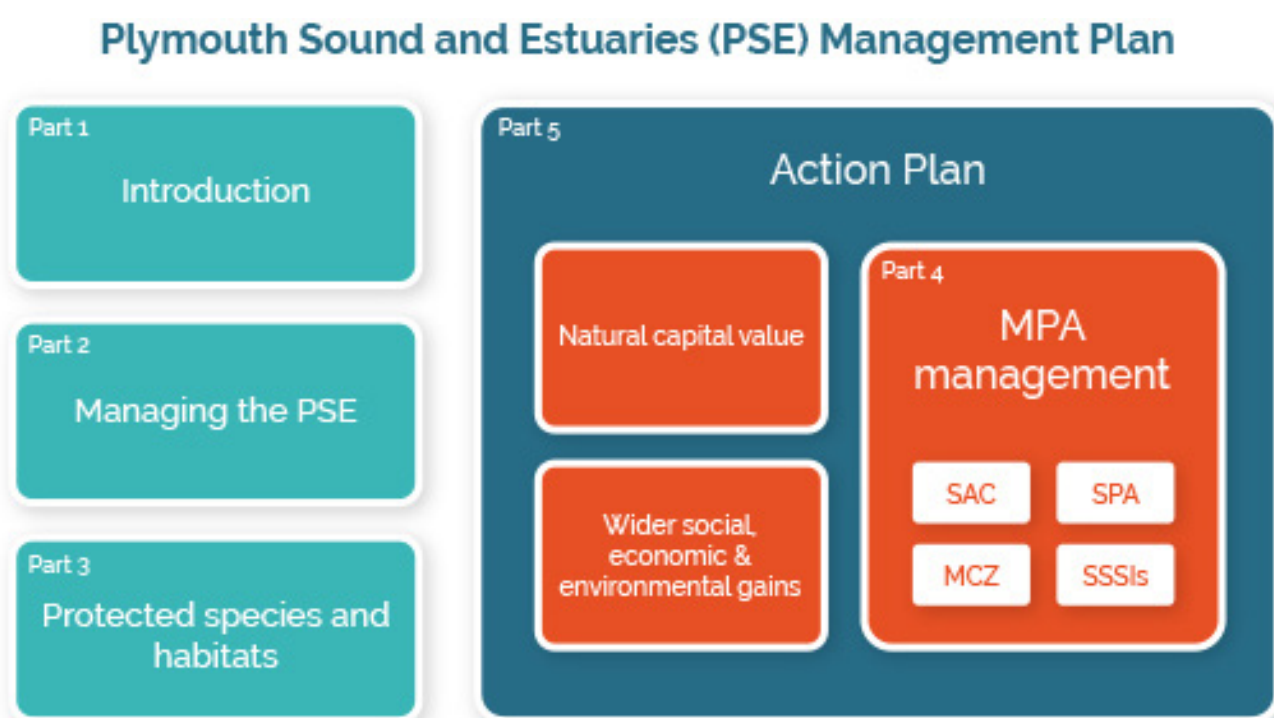 Plymouth Sound and Estuaries (PSE) Management Plan
Part 1
Introduction
Part 2
Managing the PSE
Part 3
Protected species and
habitats
Part 5
Action Plan
Natural capital value
Wider social,
economic &
environmental gains
Part 4
MPA
management
SAC
SPA
MCZ
SSSIs